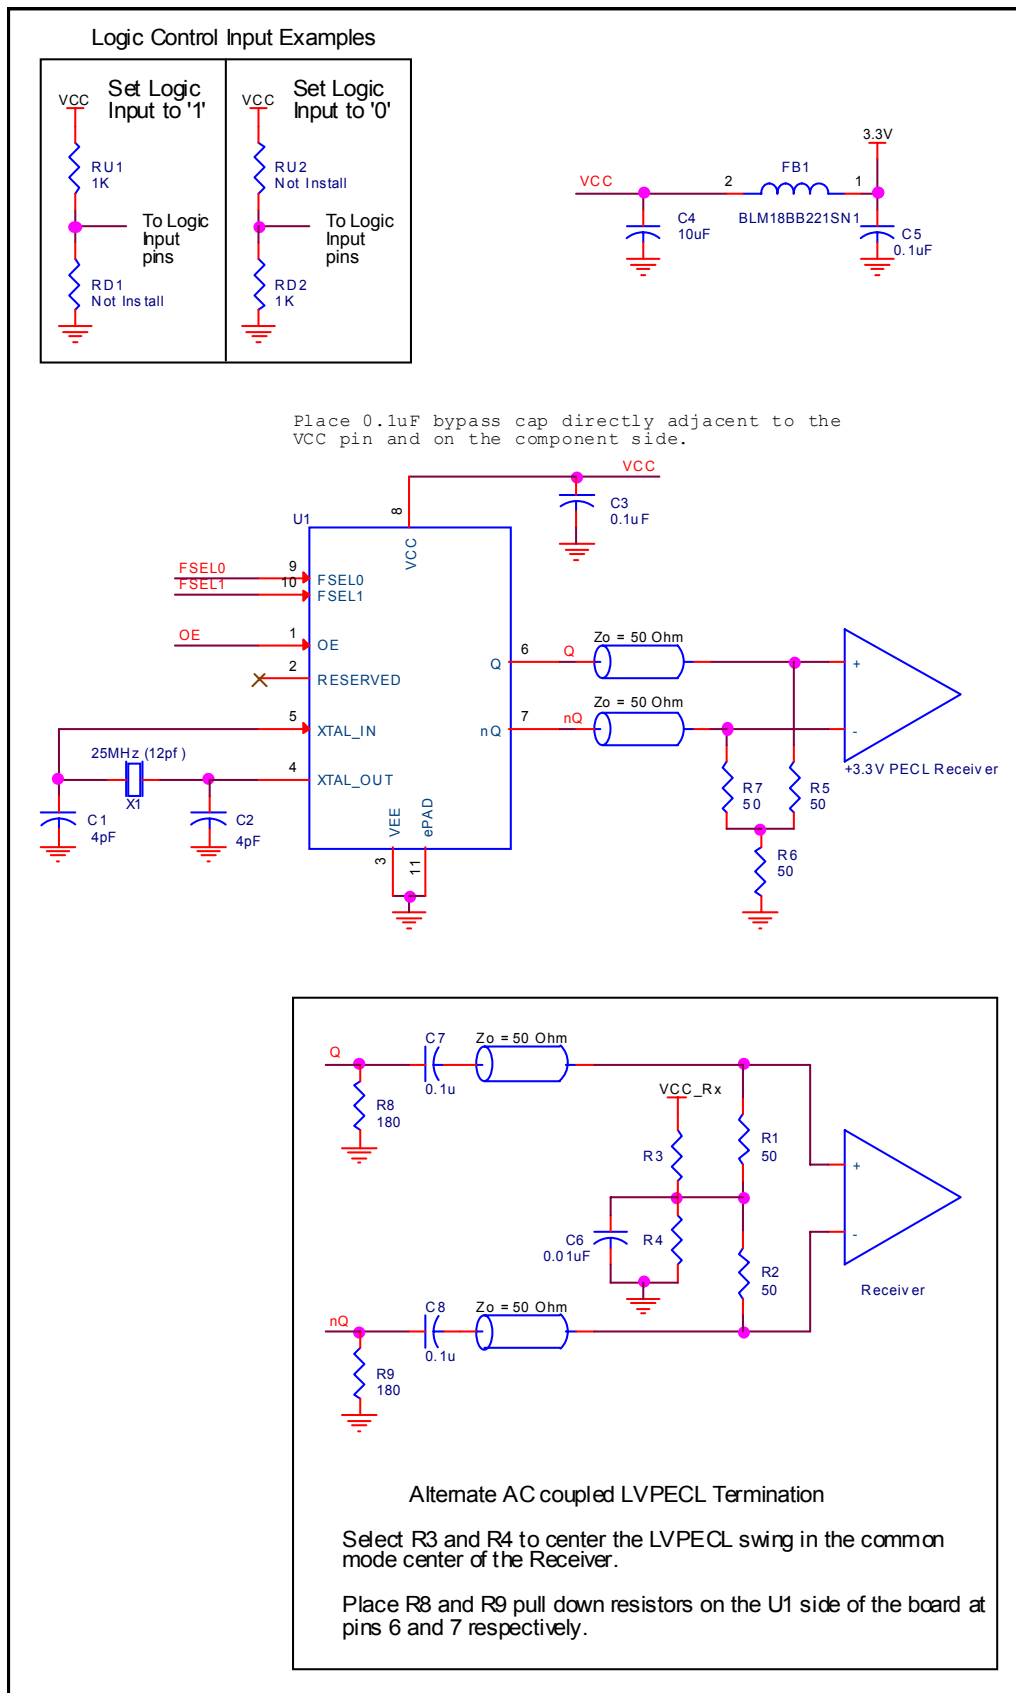 Logic Control Input Examples
Set Logic
Input to '1'
VCC
RU1
1K
To Logic
Input
pins
RD1
Not Install
Set Logic
Input to '0'
VCC
RU2
Not Install
To Logic
Input
pins
RD2
1K
3.3V
VCC
2
FB1
1
BLM18BB221SN1
C4
10uF
C5
0.1uF
Place 0.1uF bypass cap directly adjacent to the
VCC pin and on the component side.
VCC
C3
0.1uF
U1
8
VCC
FSEL0
9
FSEL0
FSEL1
10
FSEL1
OE
1
OE
2
RESERVED
5
XTAL_IN
4
XTAL_OUT
25MHz (12pf)
X1
C1
4pF
C2
4pF
VEE
ePAD
3
11
Q
6
Q
Zo = 50 Ohm
nQ
7
nQ
Zo = 50 Ohm
+
-
+3.3V PECL Receiver
R7
50
R5
50
R6
50
Q
C7
0.1u
Zo = 50 Ohm
R8
180
VCC_Rx
R3
R1
50
C6
0.01uF
R4
R2
50
+
-
Receiver
nQ
C8
0.1u
Zo = 50 Ohm
R9
180
Alternate AC coupled LVPECL Termination
Select R3 and R4 to center the LVPECL swing in the common
mode center of the Receiver.
Place R8 and R9 pull down resistors on the U1 side of the board at
pins 6 and 7 respectively.